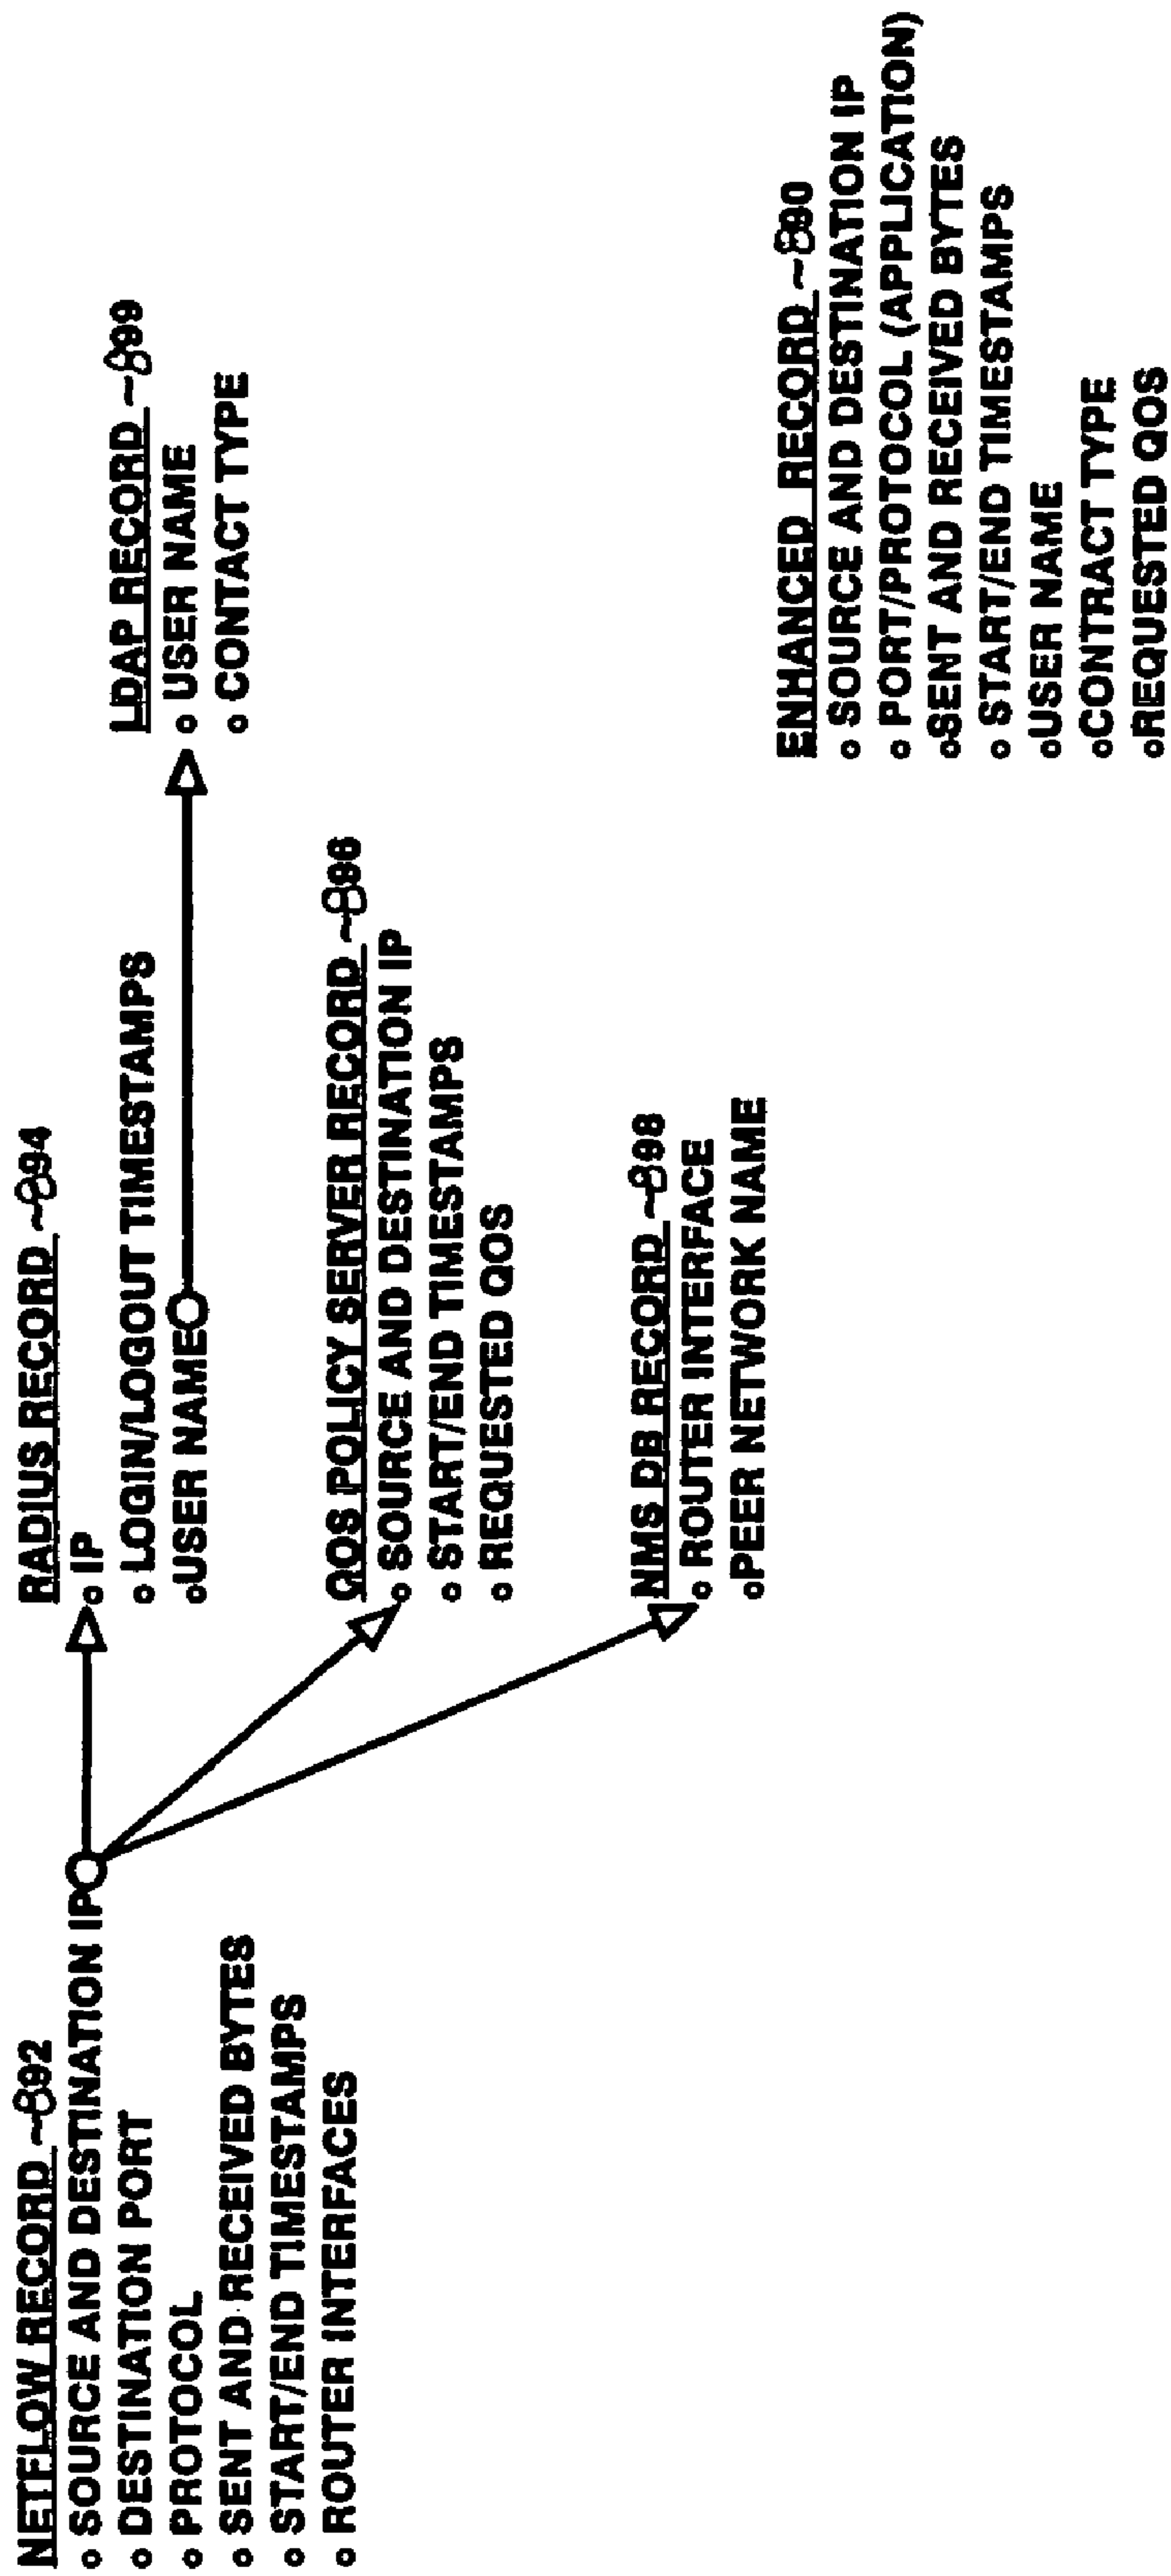 NETFLOW RECORD ~892
o SOURCE AND DESTINATION IP
o DESTINATION PORT
o PROTOCOL
o SENT AND RECEIVED BYTES
o START/END TIMESTAMPS
o ROUTER INTERFACES
RADIUS RECORD ~894
o IP
o LOGIN/LOGOUT TIMESTAMPS
o USER NAME
LDAP RECORD ~899
o USER NAME
o CONTACT TYPE
QOS POLICY SERVER RECORD ~896
o SOURCE AND DESTINATION IP
o START/END TIMESTAMPS
o REQUESTED QOS
NMS DB RECORD ~898
o ROUTER INTERFACE
o PEER NETWORK NAME
ENHANCED RECORD ~890
o SOURCE AND DESTINATION IP
o PORT/PROTOCOL (APPLICATION)
o SENT AND RECEIVED BYTES
o START/END TIMESTAMPS
o USER NAME
o CONTRACT TYPE
o REQUESTED QOS